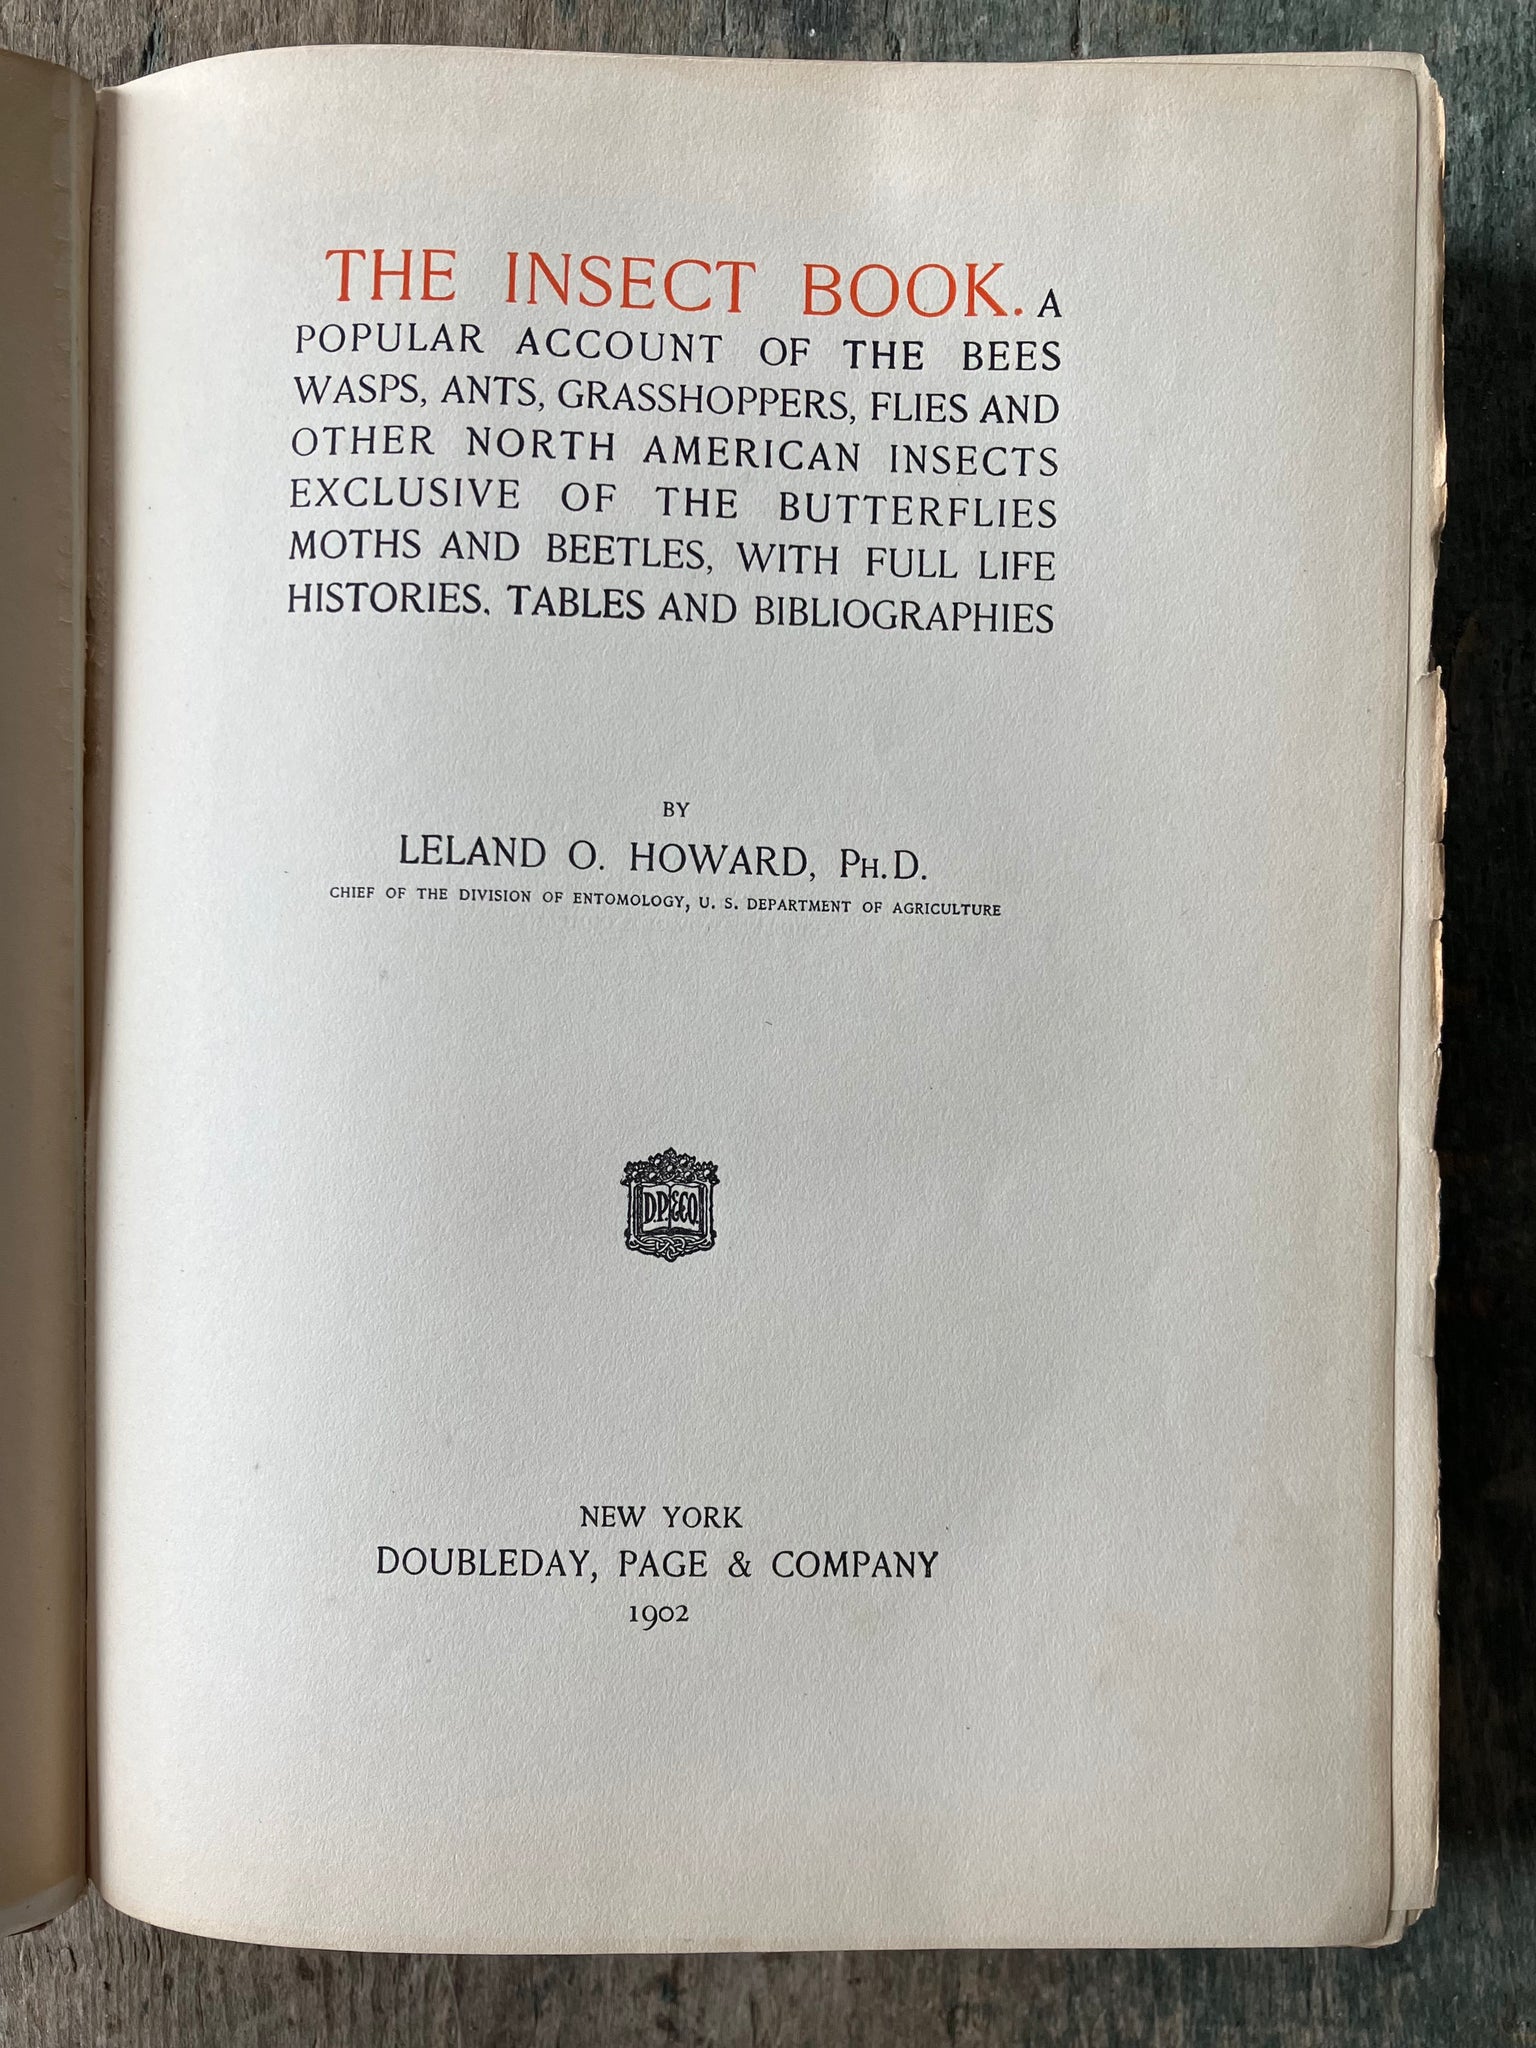 THE INSECT BOOK. A
POPULAR ACCOUNT OF THE BEES
WASPS, ANTS, GRASSHOPPERS, FLIES AND
OTHER NORTH AMERICAN INSECTS
EXCLUSIVE OF THE BUTTERFLIES
MOTHS AND BEETLES, WITH FULL LIFE
HISTORIES. TABLES AND BIBLIOGRAPHIES
BY
LELAND O. HOWARD, PH.D.
CHIEF OF THE DIVISION OF ENTOMOLOGY, U. S. DEPARTMENT OF AGRICULTURE
D.P.&CO.
NEW YORK
DOUBLEDAY, PAGE & COMPANY
1902